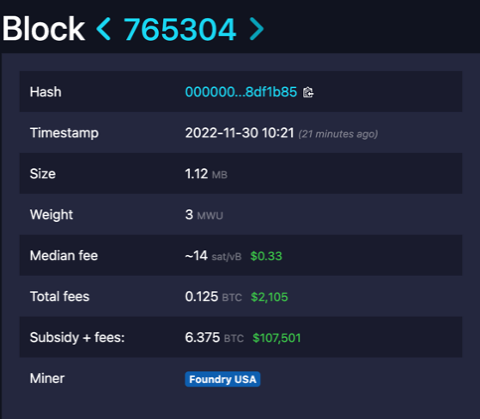 Block < 765304 >
Hash 000000...8df1b85
Timestamp 2022-11-30 10:21 (21 minutes ago)
Size 1.12 MB
Weight 3 MWU
Median fee ~14 sat/vB $0.33
Total fees 0.125 BTC $2,105
Subsidy + fees: 6.375 BTC $107,501
Miner Foundry USA